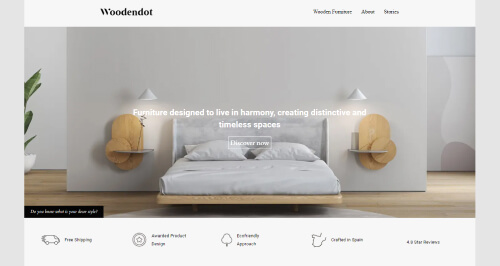 Woodendot
Wooden Furniture About Stories
Furniture designed to live in harmony, creating distinctive and
timeless spaces
Discover now
Do you know what is your decor style?
Free Shipping
Awarded Product
Design
Ecofriendly
Approach
Crafted in Spain
4.8 Star Reviews